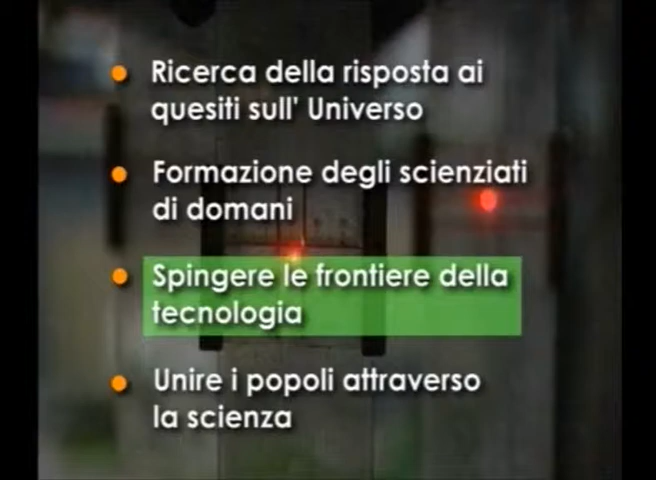 Ricerca della risposta ai
quesiti sull' Universo
Formazione degli scienziati
di domani
Spingere le frontiere della
tecnologia
Unire i popoli attraverso
la scienza